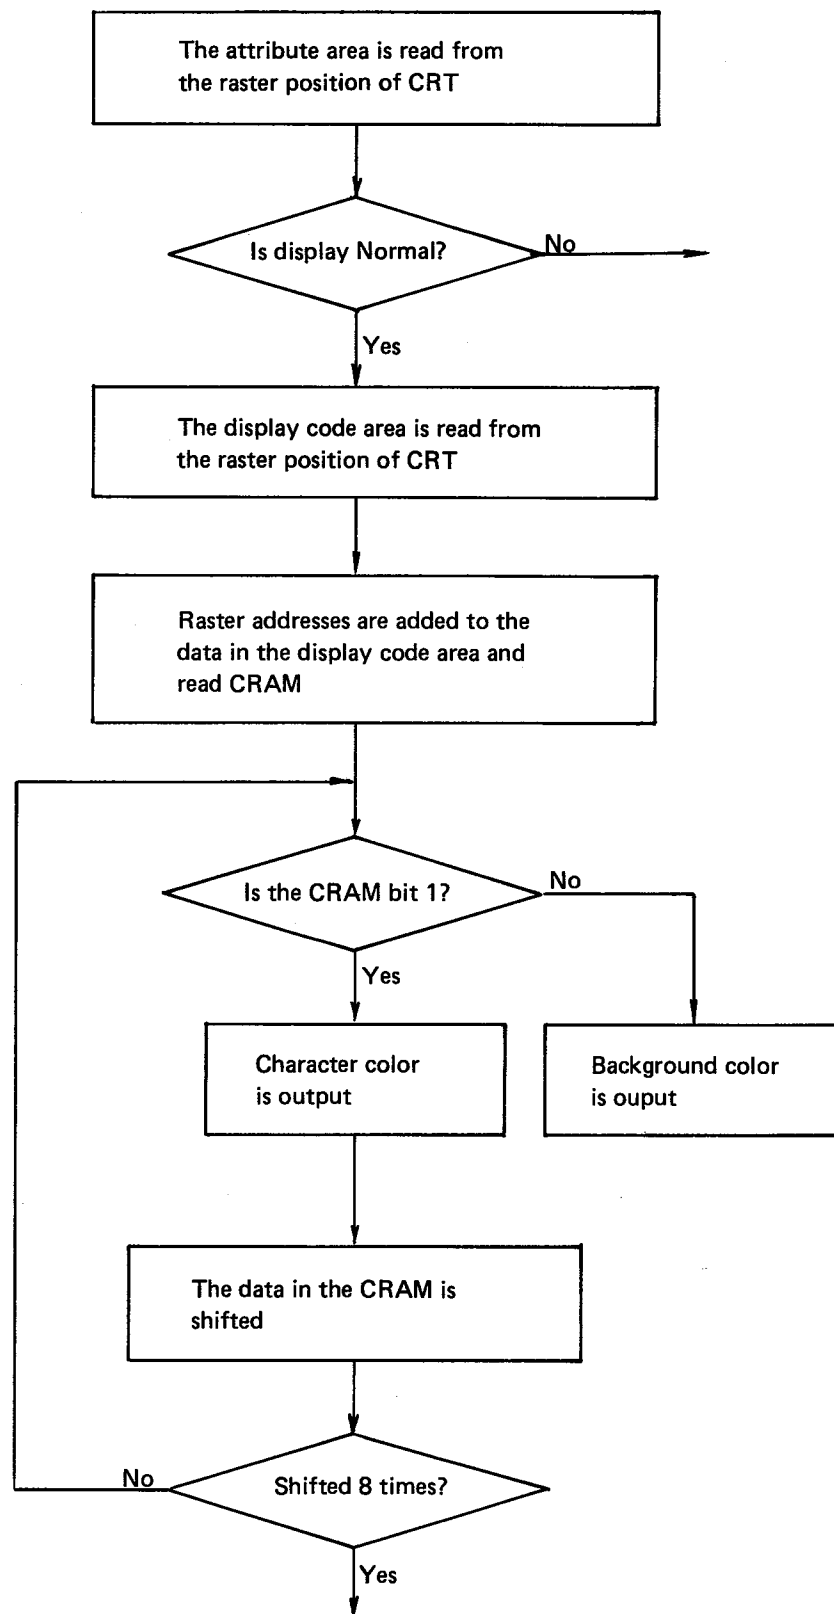 The attribute area is read from
the raster position of CRT
Is display Normal?
No
Yes
The display code area is read from
the raster position of CRT
Raster addresses are added to the
data in the display code area and
read CRAM
Is the CRAM bit 1?
No
Yes
Character color
is output
Background color
is ouput
The data in the CRAM is
shifted
Shifted 8 times?
No
Yes